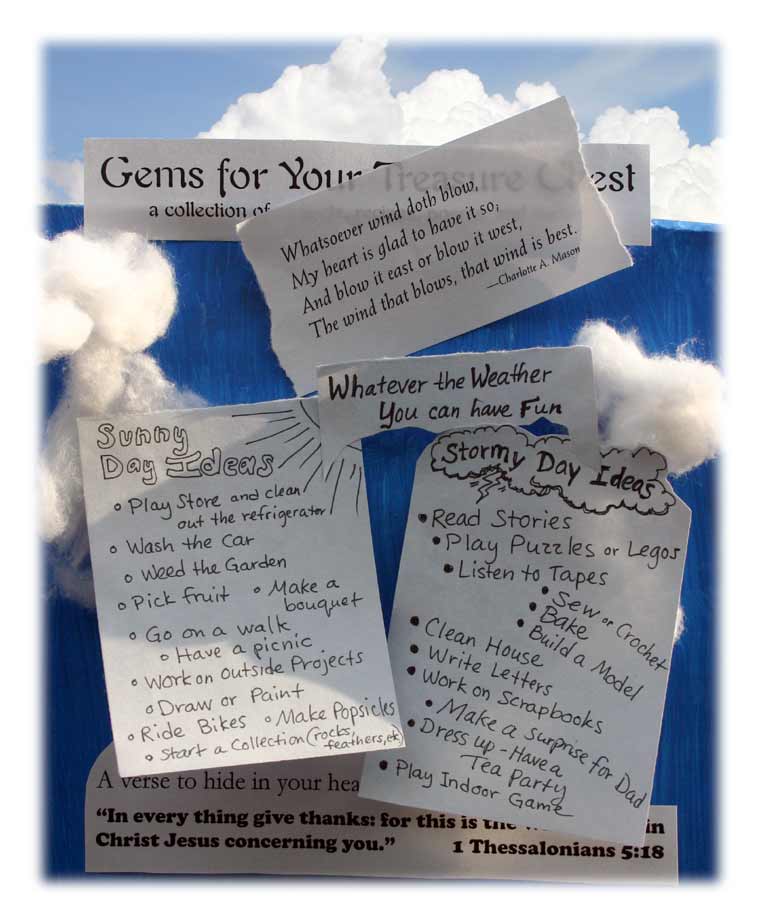 Gems for Your Treasure Chest
a collection of
Whatsoever wind doth blow,
My heart is glad to have it so;
And blow it east or blow it west,
The wind that blows, that wind is best.
—Charlotte A. Mason
Whatever the Weather
You can have Fun
Sunny
Day Ideas
Play Store and clean
out the refrigerator
Wash the Car
Weed the Garden
Pick fruit
Make a
bouquet
Go on a walk
Have a picnic
Work on Outside Projects
Draw or Paint
Ride Bikes
Make Popsicles
Start a Collection (rocks,
feathers, etc)
Stormy Day Ideas
Read Stories
Play Puzzles or Legos
Listen to Tapes
Sew or Crochet
Bake
Build a Model
Clean House
Write Letters
Work on Scrapbooks
Make a Surprise for Dad
Dress up - Have a
Tea Party
Play Indoor Game
A verse to hide in your
“In every thing give thanks: for this is the in
Christ Jesus concerning you.” 1 Thessalonians 5:18